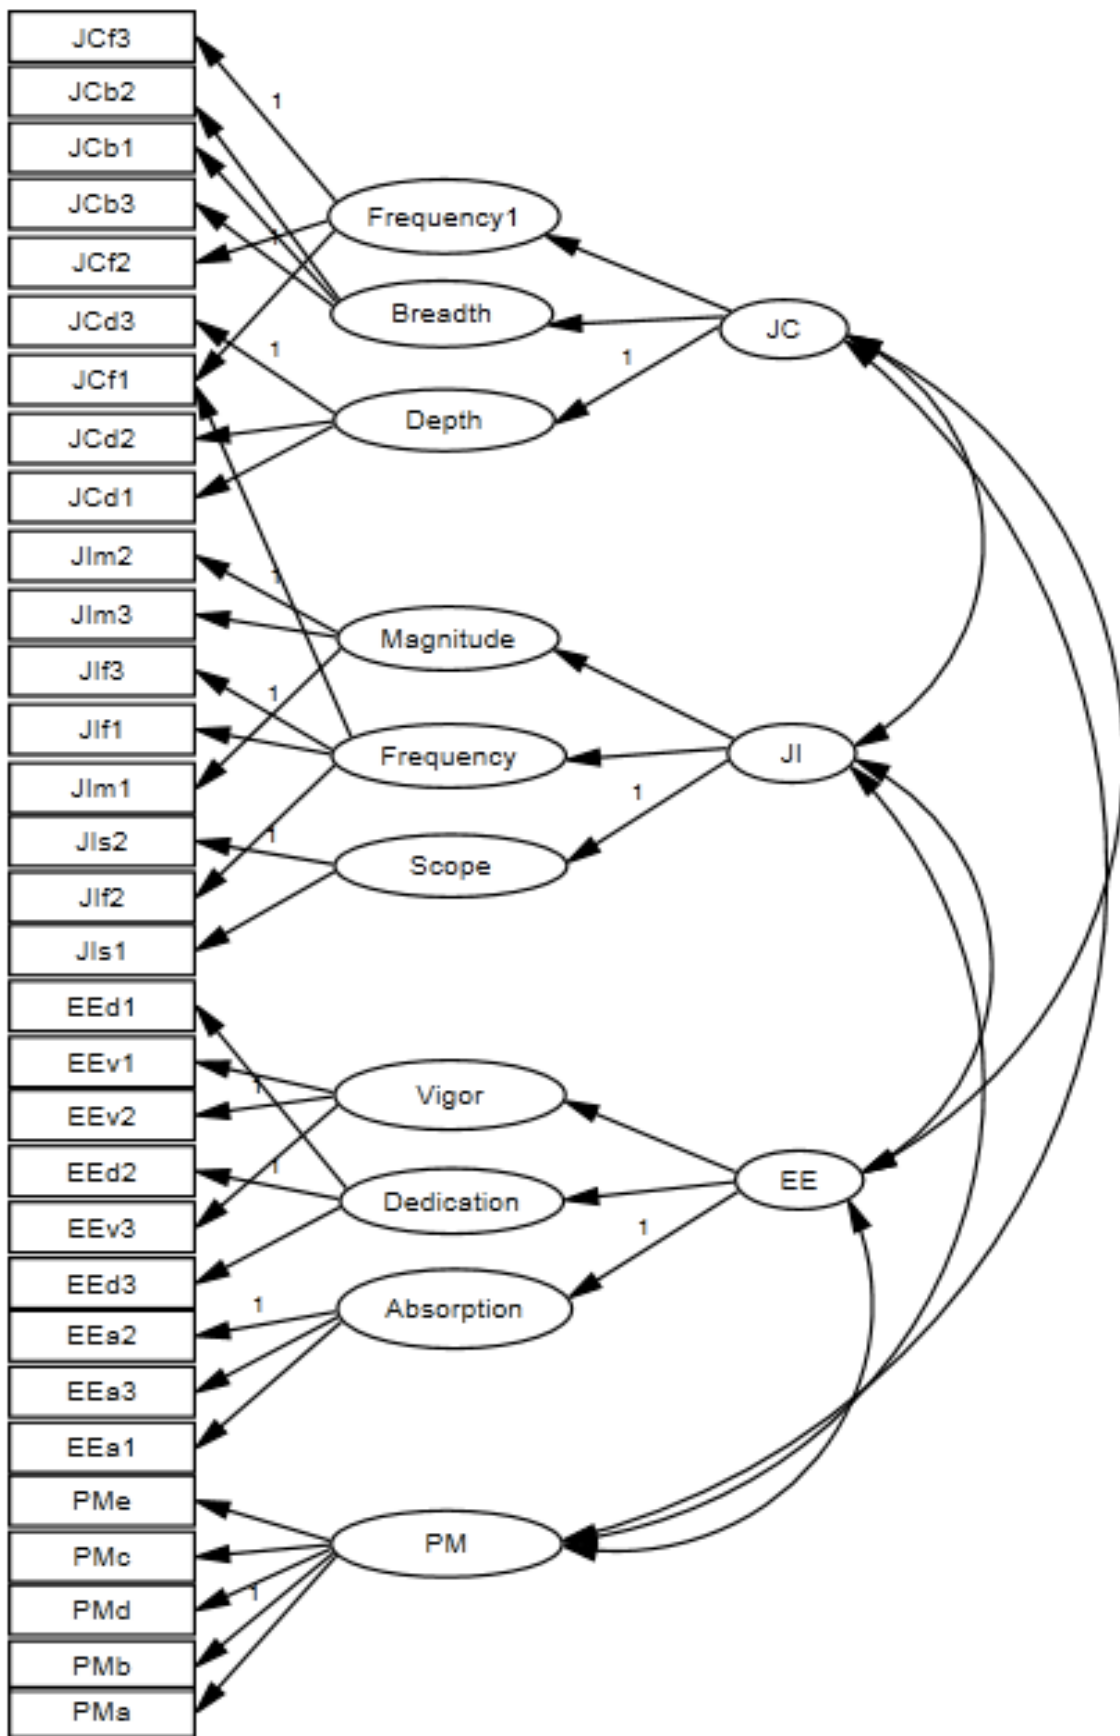 JCf3
JCb2
JCb1
JCb3
JCf2
JCd3
JCf1
JCd2
JCd1
JIm2
JIm3
JIf3
JIf1
JIm1
JIs2
JIf2
JIs1
EEd1
EEv1
EEv2
EEd2
EEv3
EEd3
EEa2
EEa3
EEa1
PMe
PMc
PMd
PMb
PMa
1
1
1
1
1
1
1
1
1
1
Frequency1
Breadth
Depth
Magnitude
Frequency
Scope
Vigor
Dedication
Absorption
PM
1
1
1
JC
JI
EE